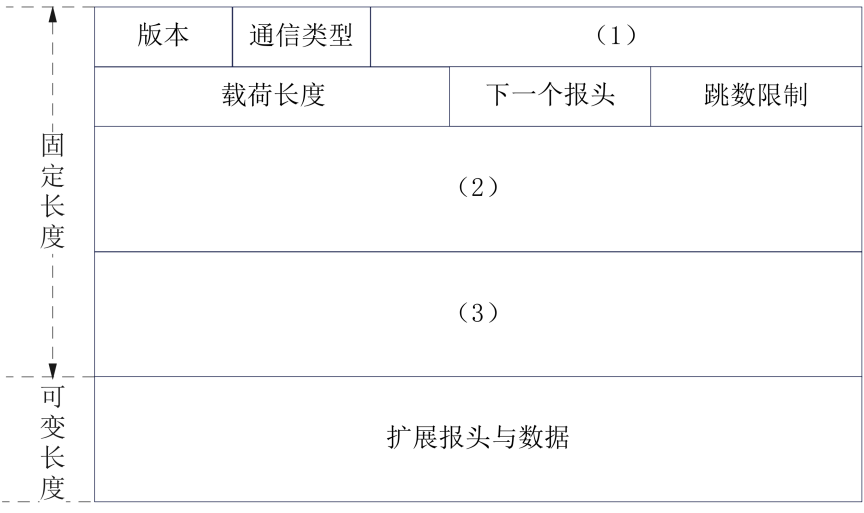 版本 通信类型 (1)
载荷长度 下一个报头 跳数限制
固定长度
(2)
(3)
可变长度
扩展报头与数据